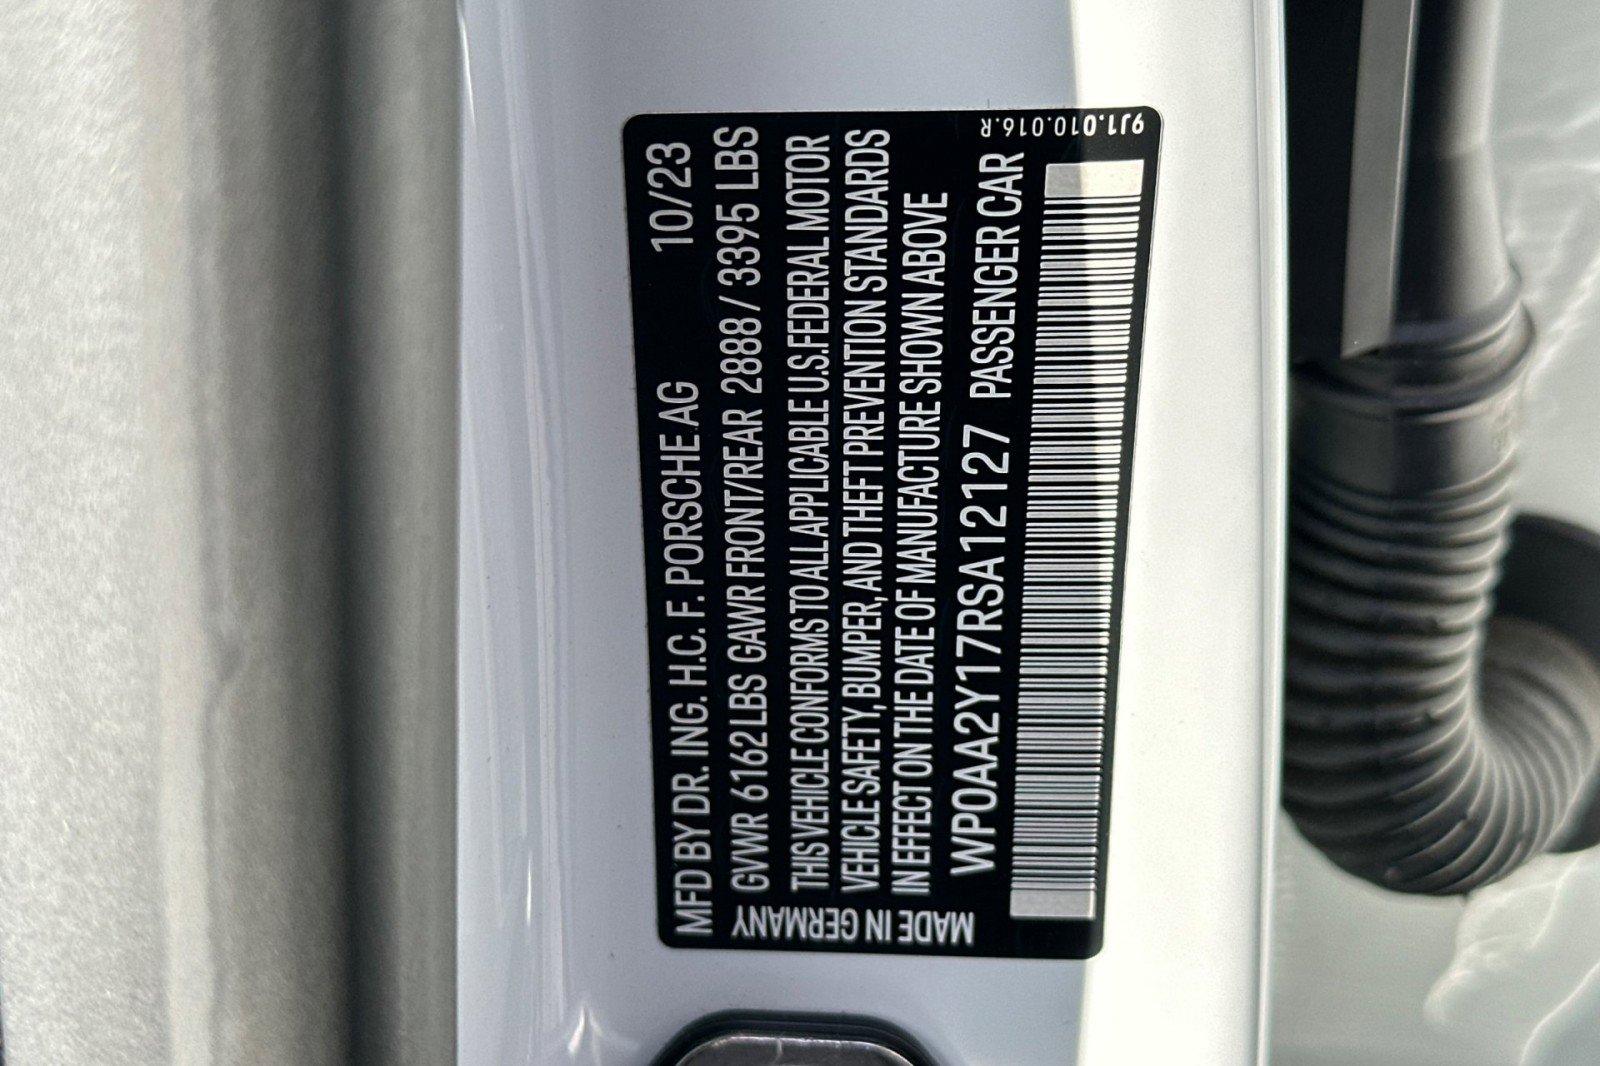 MFD BY DR. ING. H.C. F. PORSCHE AG 10/23
GVWR 6162 LBS GAWR FRONT/REAR 2888 / 3395 LBS
THIS VEHICLE CONFORMS TO ALL APPLICABLE U.S. FEDERAL MOTOR
VEHICLE SAFETY, BUMPER, AND THEFT PREVENTION STANDARDS
IN EFFECT ON THE DATE OF MANUFACTURE SHOWN ABOVE
WP0AA2Y17RSA12127 PASSENGER CAR
MADE IN GERMANY
9J1.010.016.R